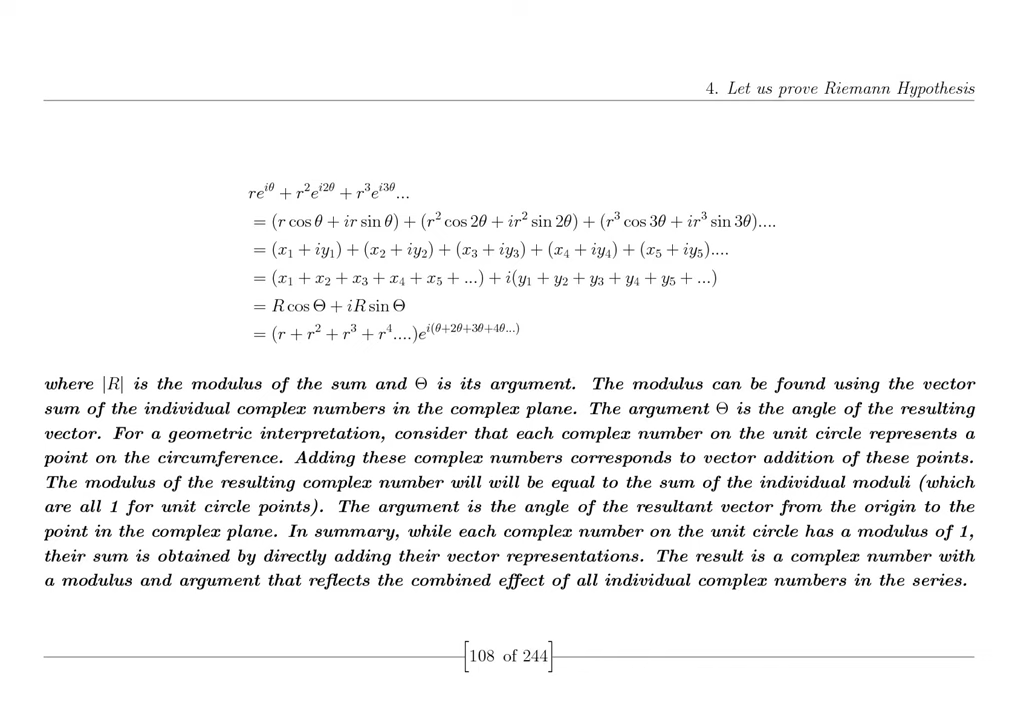 4. Let us prove Riemann Hypothesis
re^{iθ} + r^2e^{i2θ} + r^3e^{i3θ}...
= (r cos θ + ir sin θ) + (r^2 cos 2θ + ir^2 sin 2θ) + (r^3 cos 3θ + ir^3 sin 3θ)....
= (x_1 + iy_1) + (x_2 + iy_2) + (x_3 + iy_3) + (x_4 + iy_4) + (x_5 + iy_5)....
= (x_1 + x_2 + x_3 + x_4 + x_5 + ...) + i(y_1 + y_2 + y_3 + y_4 + y_5 + ...)
= R cos Θ + iR sin Θ
= (r + r^2 + r^3 + r^4....)e^{i(θ+2θ+3θ+4θ...)}
where |R| is the modulus of the sum and Θ is its argument. The modulus can be found using the vector
sum of the individual complex numbers in the complex plane. The argument Θ is the angle of the resulting
vector. For a geometric interpretation, consider that each complex number on the unit circle represents a
point on the circumference. Adding these complex numbers corresponds to vector addition of these points.
The modulus of the resulting complex number will will be equal to the sum of the individual moduli (which
are all 1 for unit circle points). The argument is the angle of the resultant vector from the origin to the
point in the complex plane. In summary, while each complex number on the unit circle has a modulus of 1,
their sum is obtained by directly adding their vector representations. The result is a complex number with
a modulus and argument that reflects the combined effect of all individual complex numbers in the series.
[108 of 244]